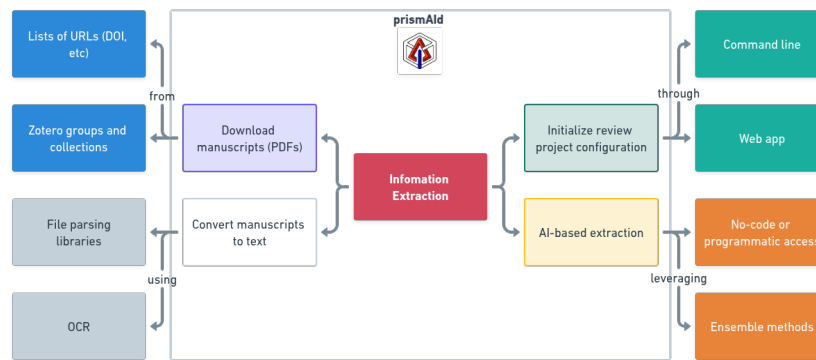 prismAId
Lists of URLs (DOI,
etc)
from
Zotero groups and
collections
Download
manuscripts (PDFs)
Infomation
Extraction
Initialize review
project configuration
Command line
through
Web app
File parsing
libraries
Convert manuscripts
to text
using
OCR
AI-based extraction
No-code or
programmatic access
leveraging
Ensemble methods